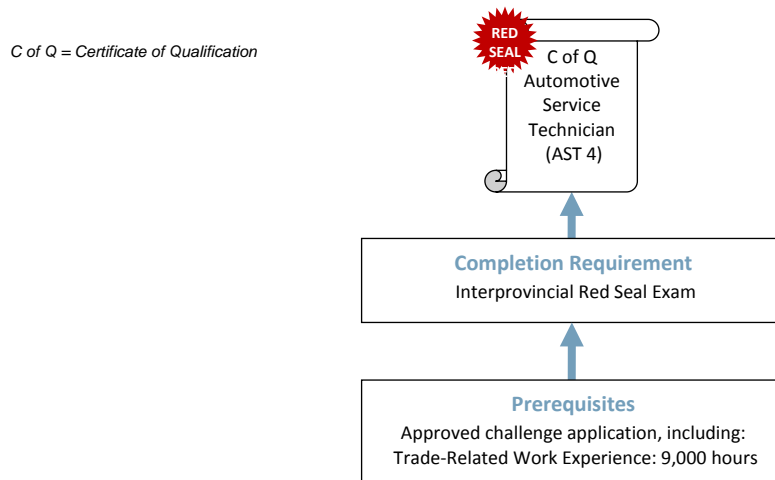 C of Q = Certificate of Qualification
RED
SEAL
C of Q
Automotive
Service
Technician
(AST 4)
Completion Requirement
Interprovincial Red Seal Exam
Prerequisites
Approved challenge application, including:
Trade-Related Work Experience: 9,000 hours